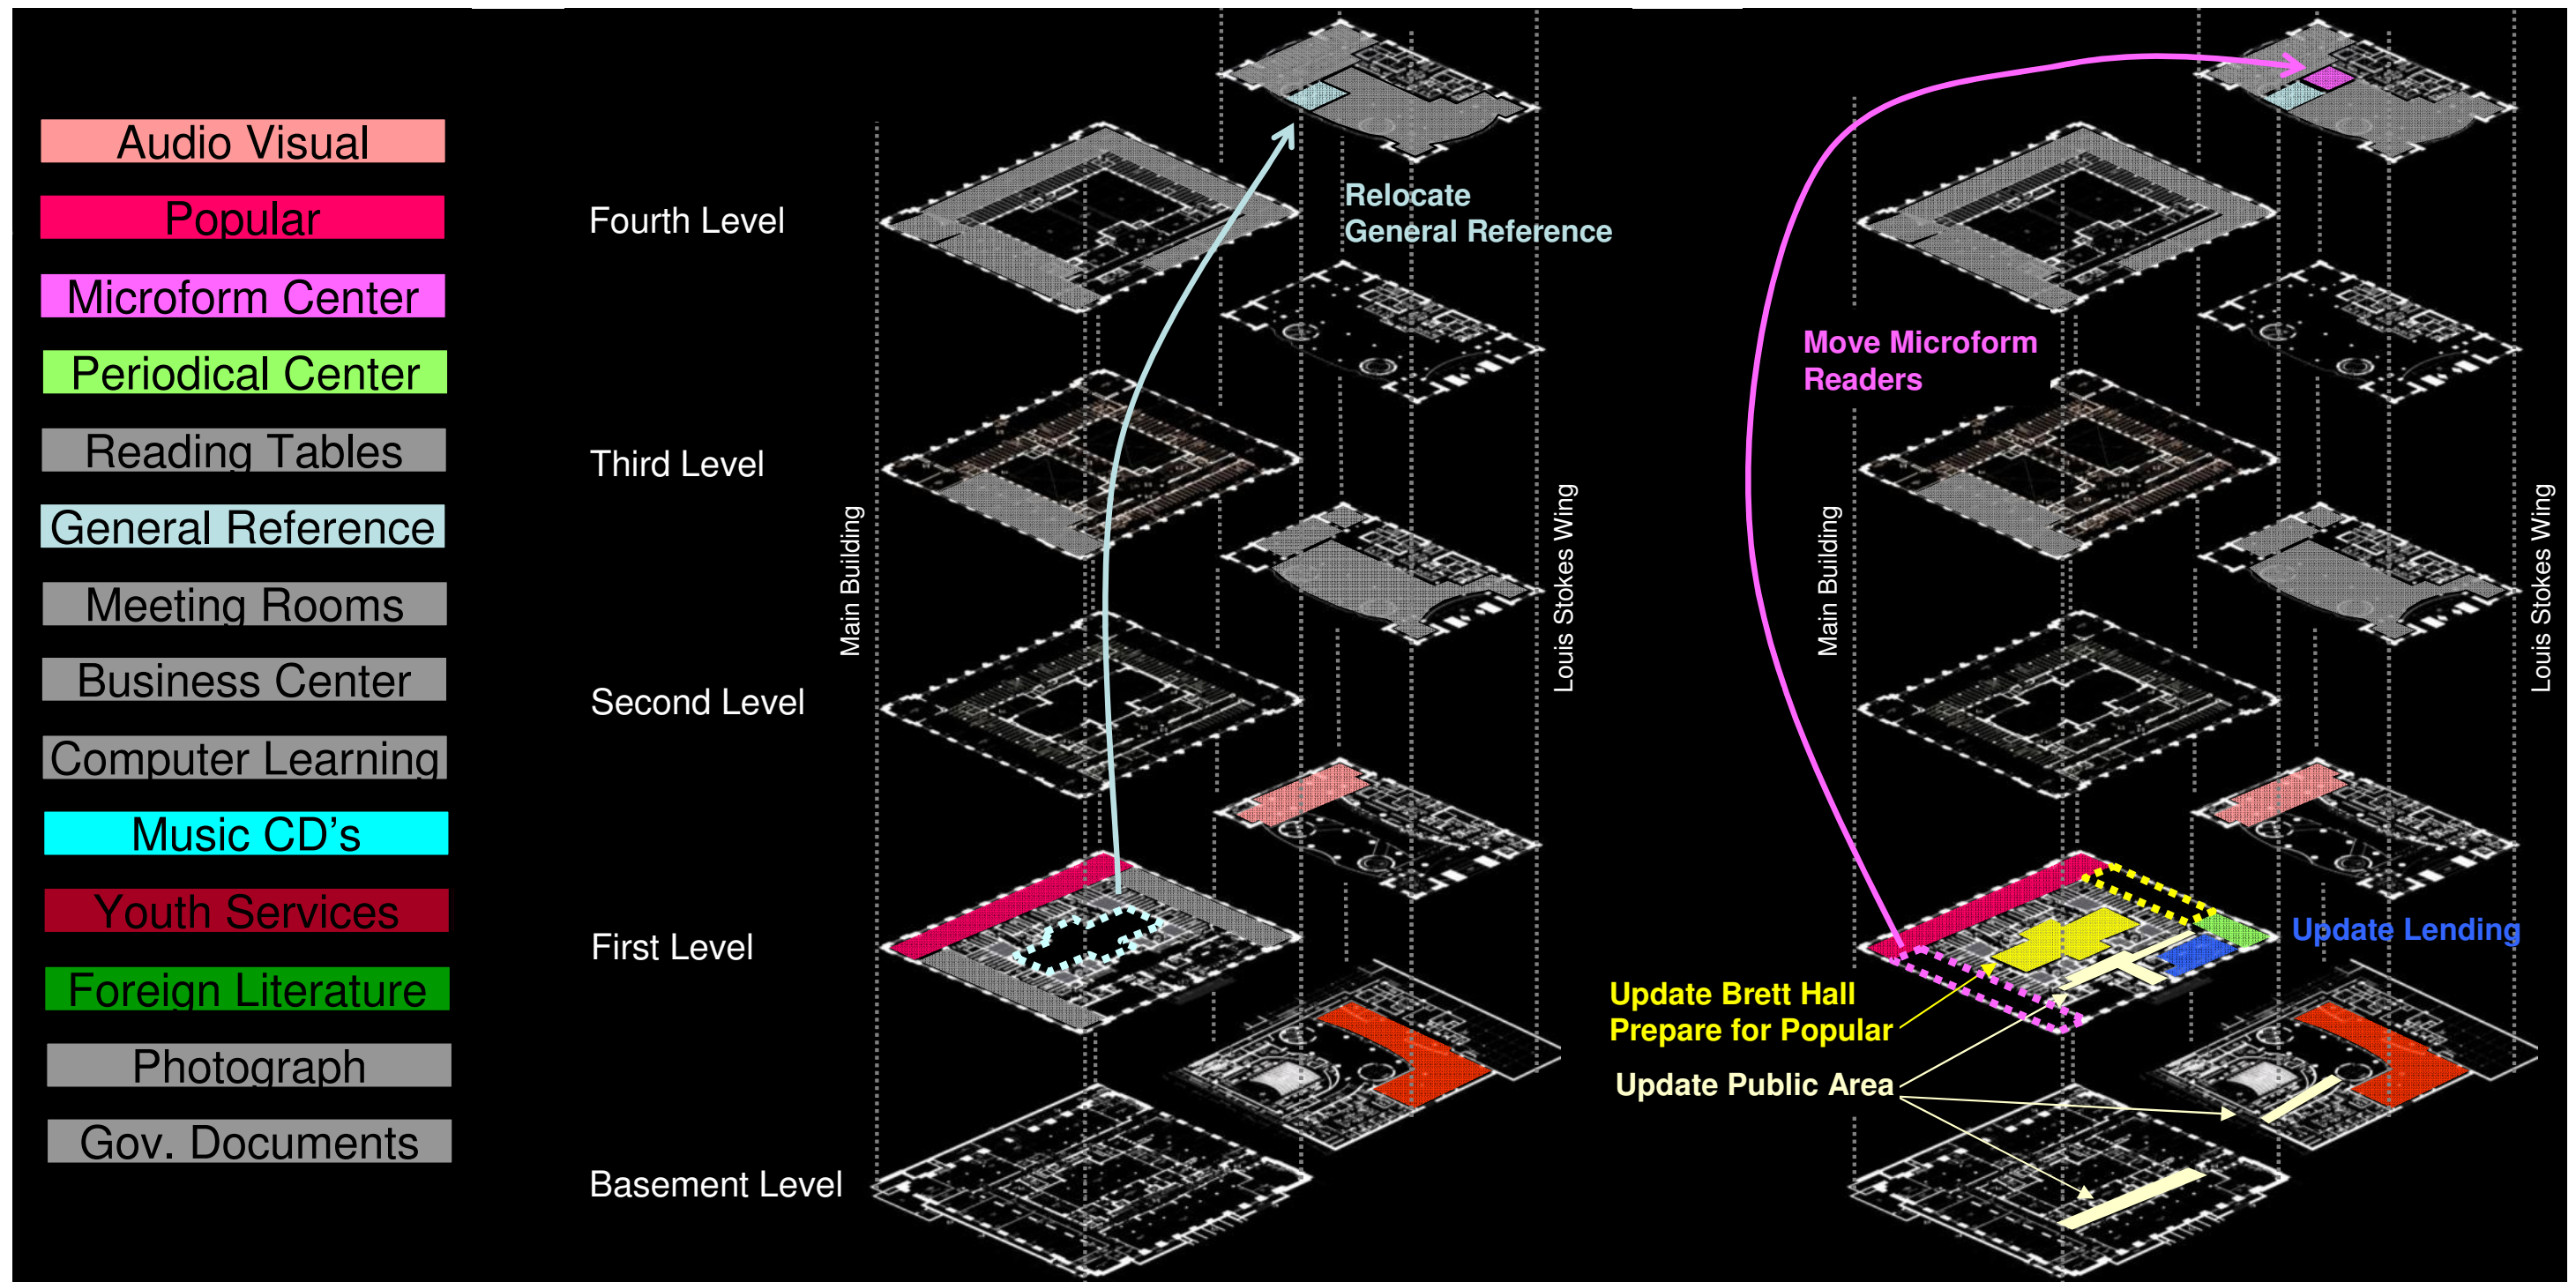 Audio Visual
Popular
Microform Center
Periodical Center
Reading Tables
General Reference
Meeting Rooms
Business Center
Computer Learning
Music CD's
Youth Services
Foreign Literature
Photograph
Gov. Documents
Fourth Level
Third Level
Second Level
First Level
Basement Level
Main Building
Relocate
General Reference
Louis Stokes Wing
Move Microform
Readers
Main Building
Louis Stokes Wing
Update Lending
Update Brett Hall
Prepare for Popular
Update Public Area